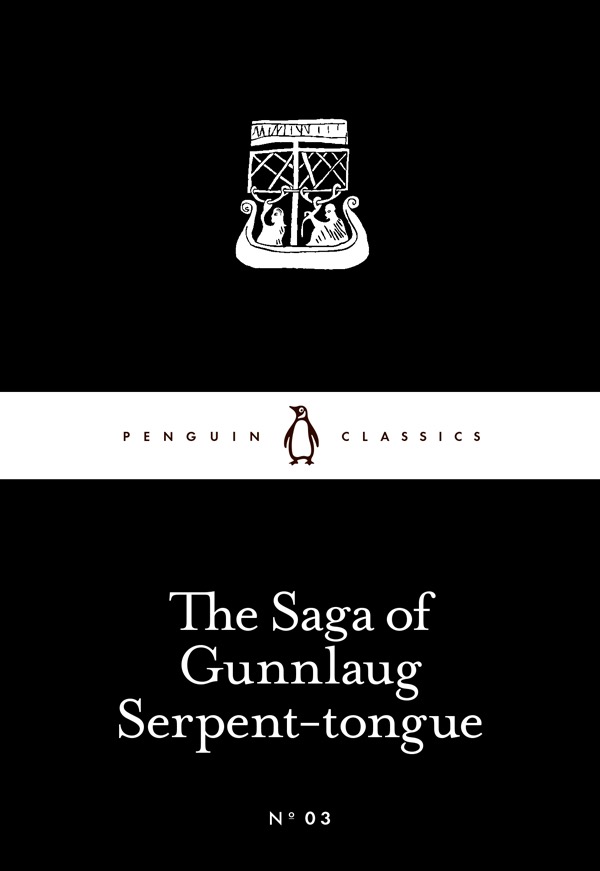 PENGUIN CLASSICS
The Saga of
Gunnlaug
Serpent-tongue
Nº 03